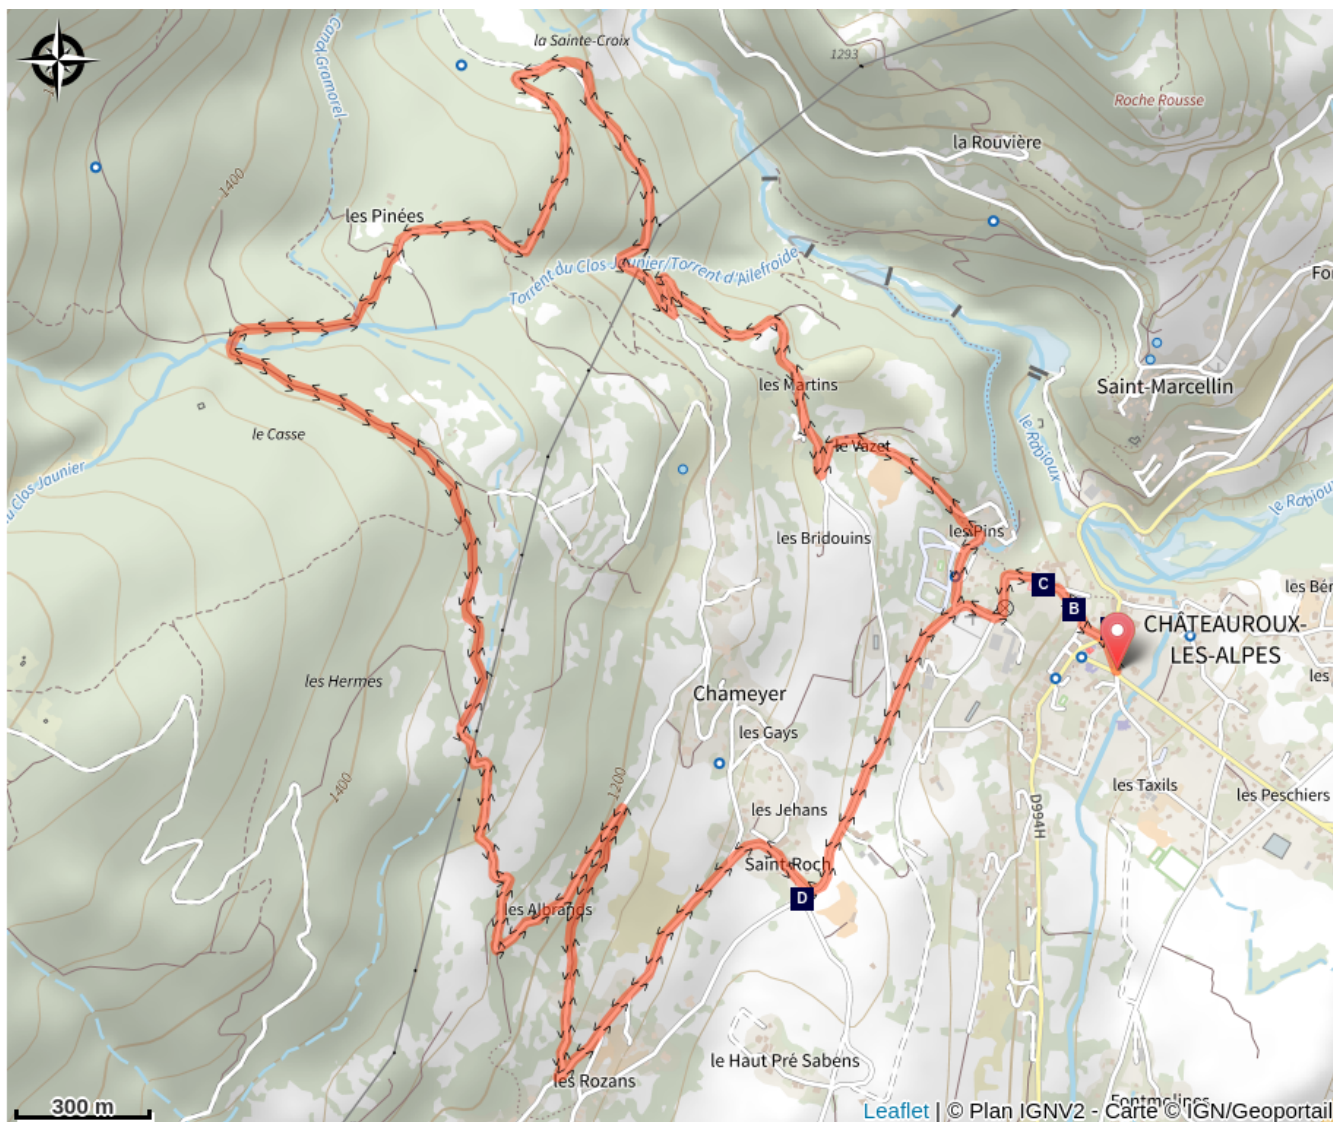 la Sainte-Croix
Canal Gramorel
1293
Roche Rousse
la Rouvière
1400
les Pinées
Torrent du Clos Jaunier/Torrent d'Ailefroide
Saint-Marcellin
les Martins
le Casse
le Vazet
le Rabioux
le Rabioux
Clos Jaunier
les Bridouins
les Pins
C
B
CHÂTEAUROUX-
LES-ALPES
les Hermes
Chameyer
les Gays
1400
1200
les Taxils
les Peschiers
les Jehans
D994H
Saint-Roch
D
les Albrands
le Haut Pré Sabens
les Rozans
Fontmolines
300 m
Leaflet | © Plan IGNV2 - Carte © IGN/Geoportail